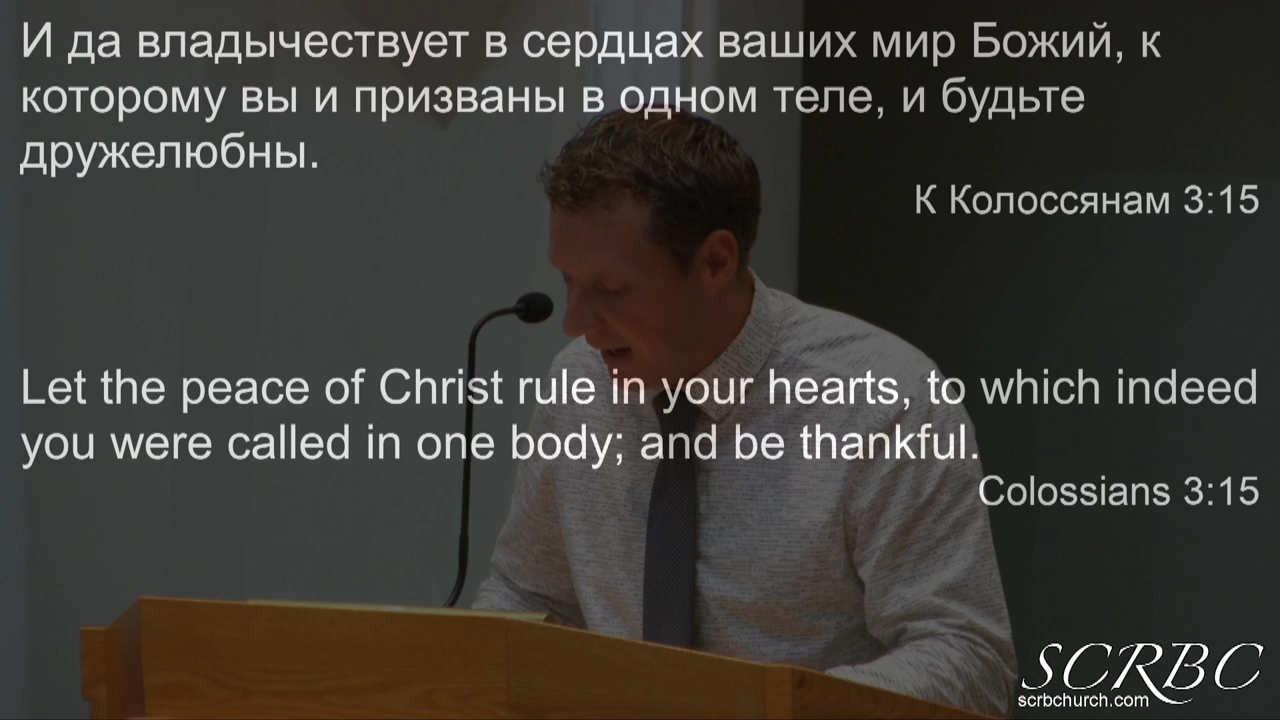 И да владычествует в сердцах ваших мир Божий, к
которому вы и призваны в одном теле, и будьте
дружелюбны.
К Колоссянам 3:15
Let the peace of Christ rule in your hearts, to which indeed
you were called in one body; and be thankful.
Colossians 3:15
SCRBC
scrbchurch.com